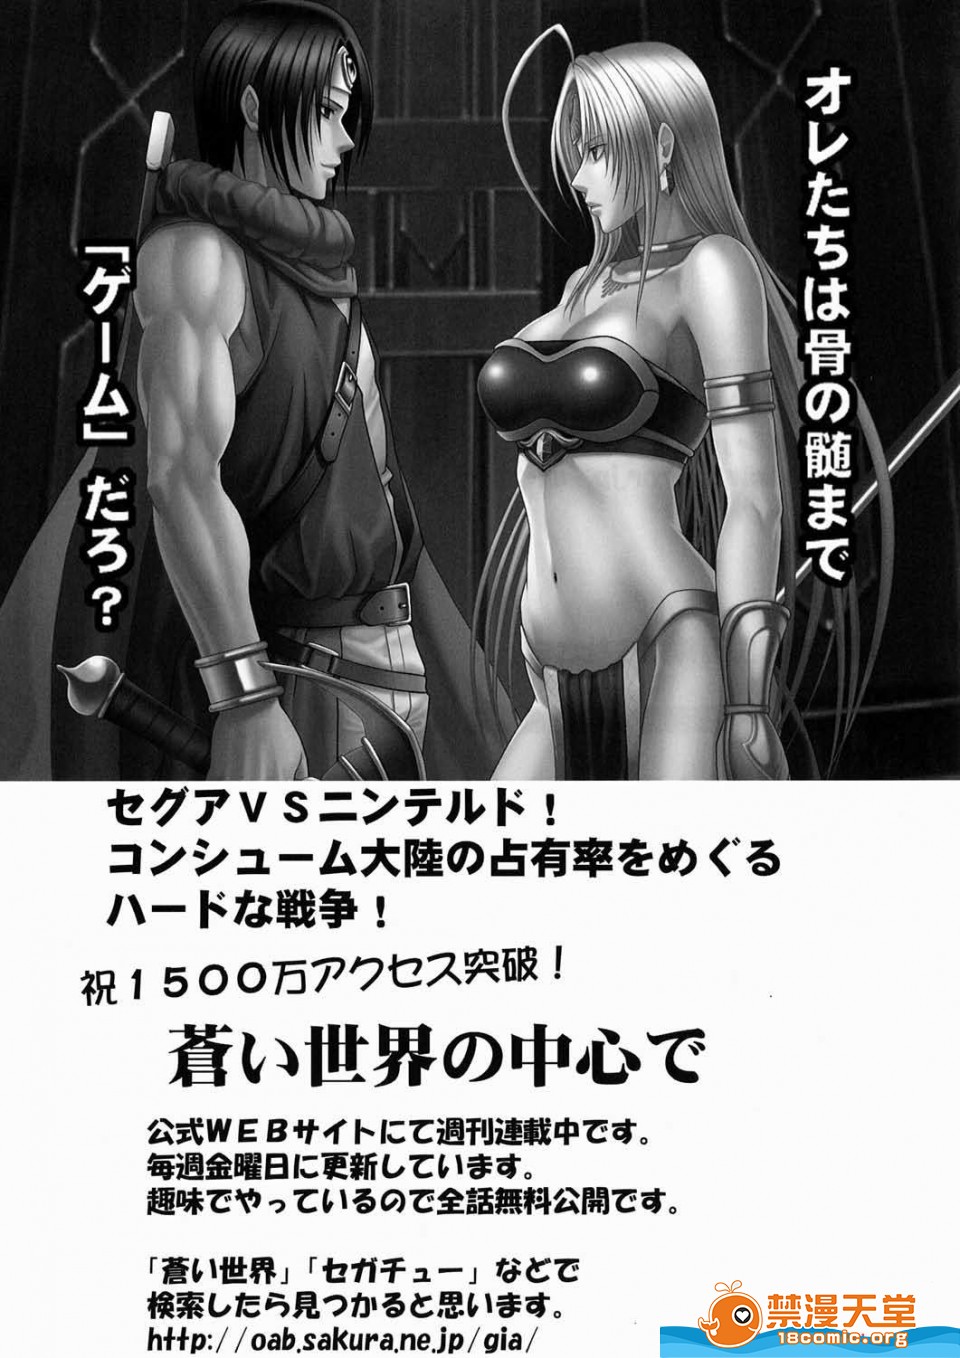 オレたちは骨の髄まで
「ゲーム」だろ？
セグアＶＳニンテルド！
コンシューム大陸の占有率をめぐる
ハードな戦争！
祝１５００万アクセス突破！
蒼い世界の中心で
公式ＷＥＢサイトにて週刊連載中です。
毎週金曜日に更新しています。
趣味でやっているので全話無料公開です。
「蒼い世界」「セガチュー」などで
検索したら見つかると思います。
http://oab.sakura.ne.jp/gia/
禁漫天堂
18comic.org